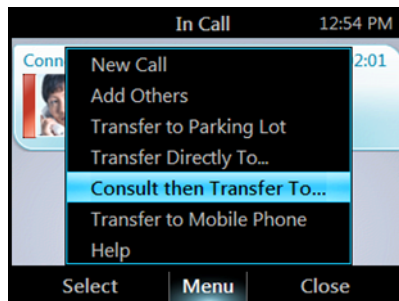 In Call 12:54 PM
Conn 2:01
New Call
Add Others
Transfer to Parking Lot
Transfer Directly To...
Consult then Transfer To...
Transfer to Mobile Phone
Help
Select Menu Close